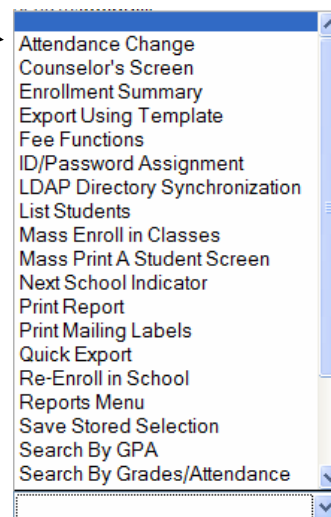 Attendance Change
Counselor's Screen
Enrollment Summary
Export Using Template
Fee Functions
ID/Password Assignment
LDAP Directory Synchronization
List Students
Mass Enroll in Classes
Mass Print A Student Screen
Next School Indicator
Print Report
Print Mailing Labels
Quick Export
Re-Enroll in School
Reports Menu
Save Stored Selection
Search By GPA
Search By Grades/Attendance